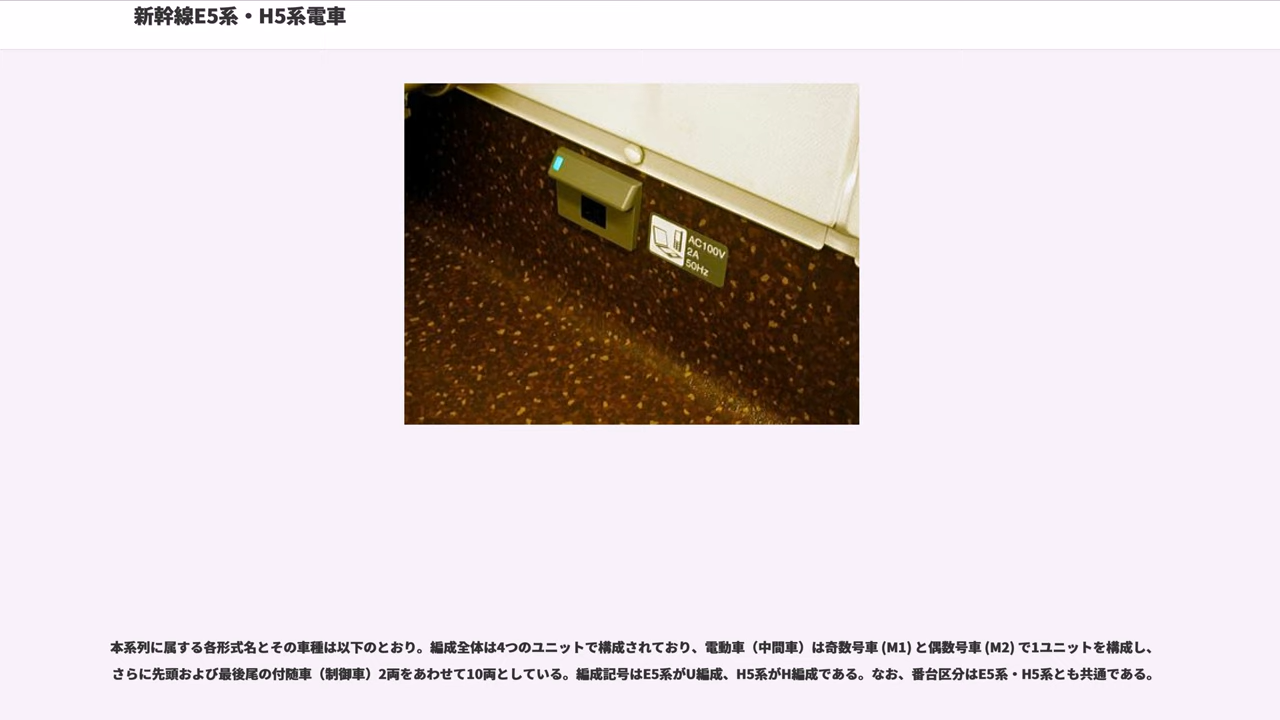 新幹線E5系・H5系電車
AC100V
2A
50Hz
本系列に属する各形式名とその車種は以下のとおり。編成全体は4つのユニットで構成されており、電動車（中間車）は奇数号車 (M1) と偶数号車 (M2) で1ユニットを構成し、
さらに先頭および最後尾の付随車（制御車）2両をあわせて10両としている。編成記号はE5系がU編成、H5系がH編成である。なお、番台区分はE5系・H5系とも共通である。